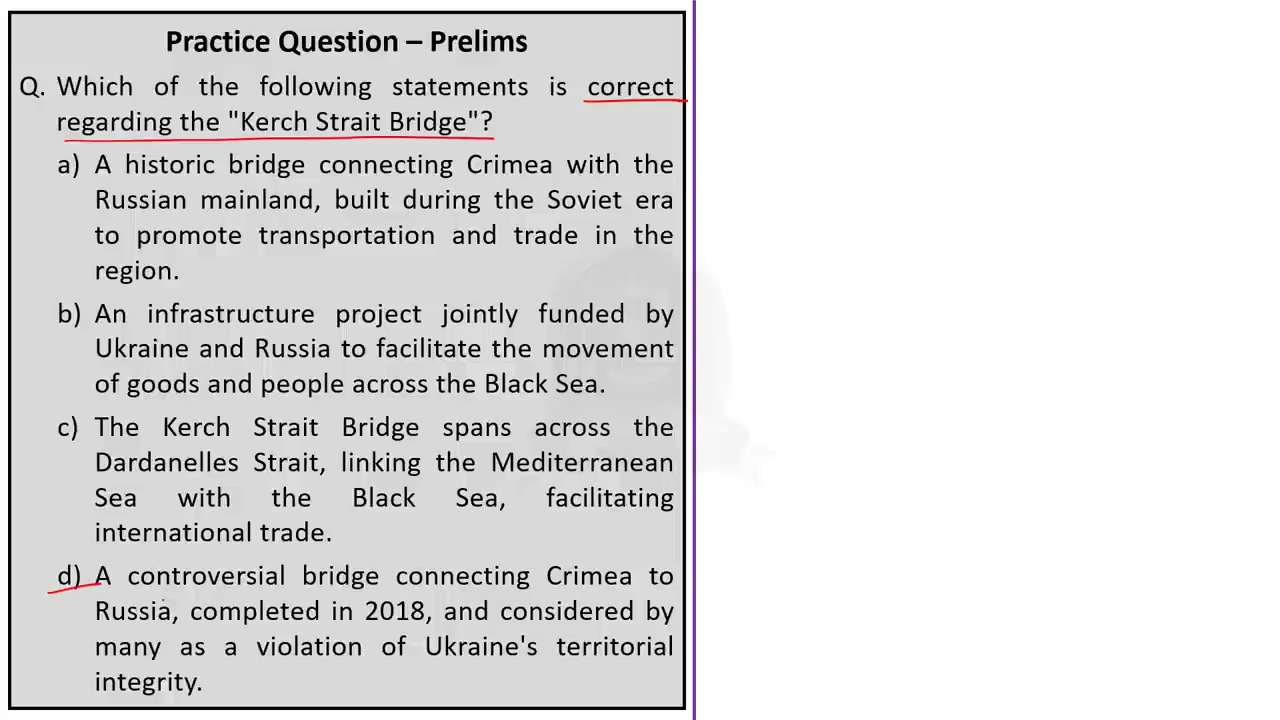 Practice Question – Prelims
Q. Which of the following statements is correct
regarding the "Kerch Strait Bridge"?
a) A historic bridge connecting Crimea with the
Russian mainland, built during the Soviet era
to promote transportation and trade in the
region.
b) An infrastructure project jointly funded by
Ukraine and Russia to facilitate the movement
of goods and people across the Black Sea.
c) The Kerch Strait Bridge spans across the
Dardanelles Strait, linking the Mediterranean
Sea with the Black Sea, facilitating
international trade.
d) A controversial bridge connecting Crimea to
Russia, completed in 2018, and considered by
many as a violation of Ukraine's territorial
integrity.